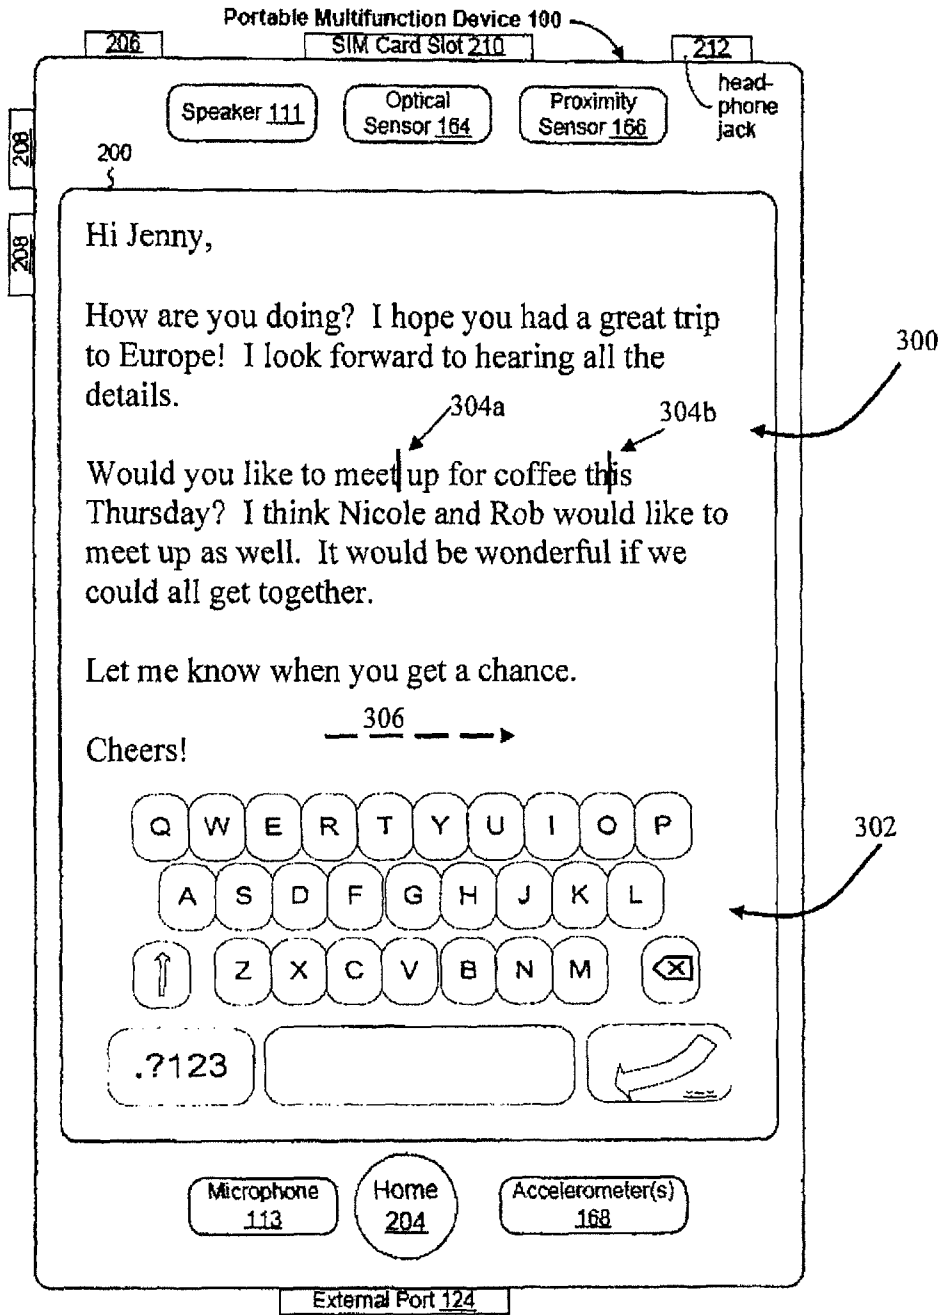 Portable Multifunction Device 100
206
SIM Card Slot 210
212
head-
phone
jack
Speaker 111
Optical
Sensor 164
Proximity
Sensor 166
208
200
208
Hi Jenny,
How are you doing? I hope you had a great trip
to Europe! I look forward to hearing all the
details.
300
304a
304b
Would you like to meet up for coffee this
Thursday? I think Nicole and Rob would like to
meet up as well. It would be wonderful if we
could all get together.
Let me know when you get a chance.
306
Cheers!
Q W E R T Y U I O P
302
A S D F G H J K L
Z X C V B N M
.?123
Microphone
113
Home
204
Accelerometer(s)
168
External Port 124